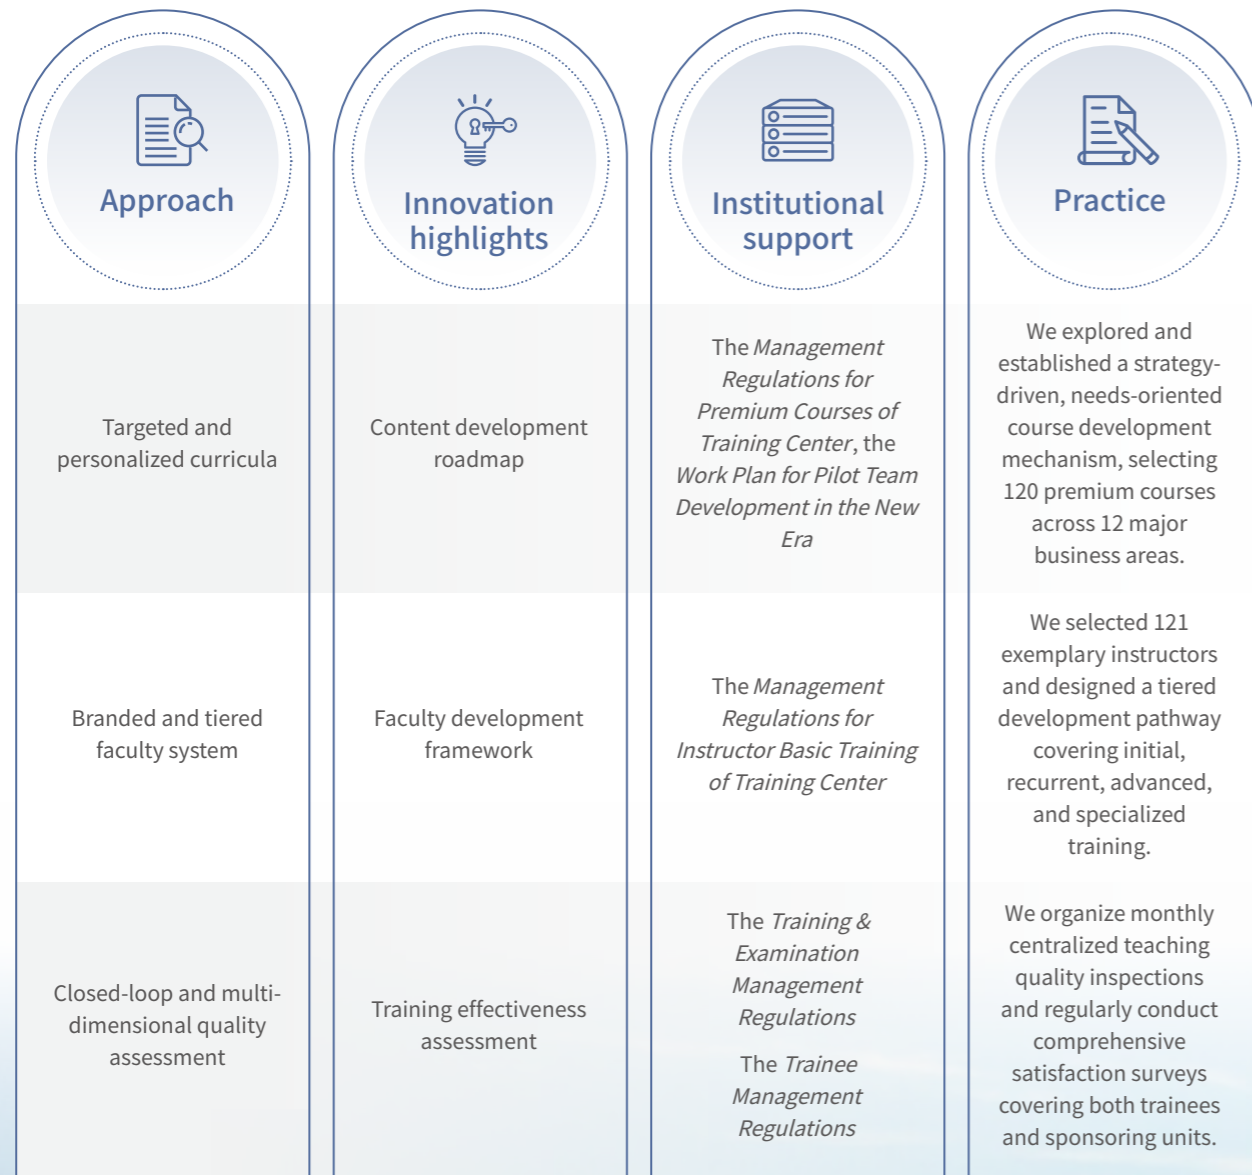 Approach
Innovation
highlights
Institutional
support
Practice
Targeted and
personalized curricula
Content development
roadmap
The Management
Regulations for
Premium Courses of
Training Center, the
Work Plan for Pilot Team
Development in the New
Era
We explored and
established a strategy-
driven, needs-oriented
course development
mechanism, selecting
120 premium courses
across 12 major
business areas.
Branded and tiered
faculty system
Faculty development
framework
The Management
Regulations for
Instructor Basic Training
of Training Center
We selected 121
exemplary instructors
and designed a tiered
development pathway
covering initial,
recurrent, advanced,
and specialized
training.
Closed-loop and multi-
dimensional quality
assessment
Training effectiveness
assessment
The Training &
Examination
Management
Regulations
The Trainee
Management
Regulations
We organize monthly
centralized teaching
quality inspections
and regularly conduct
comprehensive
satisfaction surveys
covering both trainees
and sponsoring units.